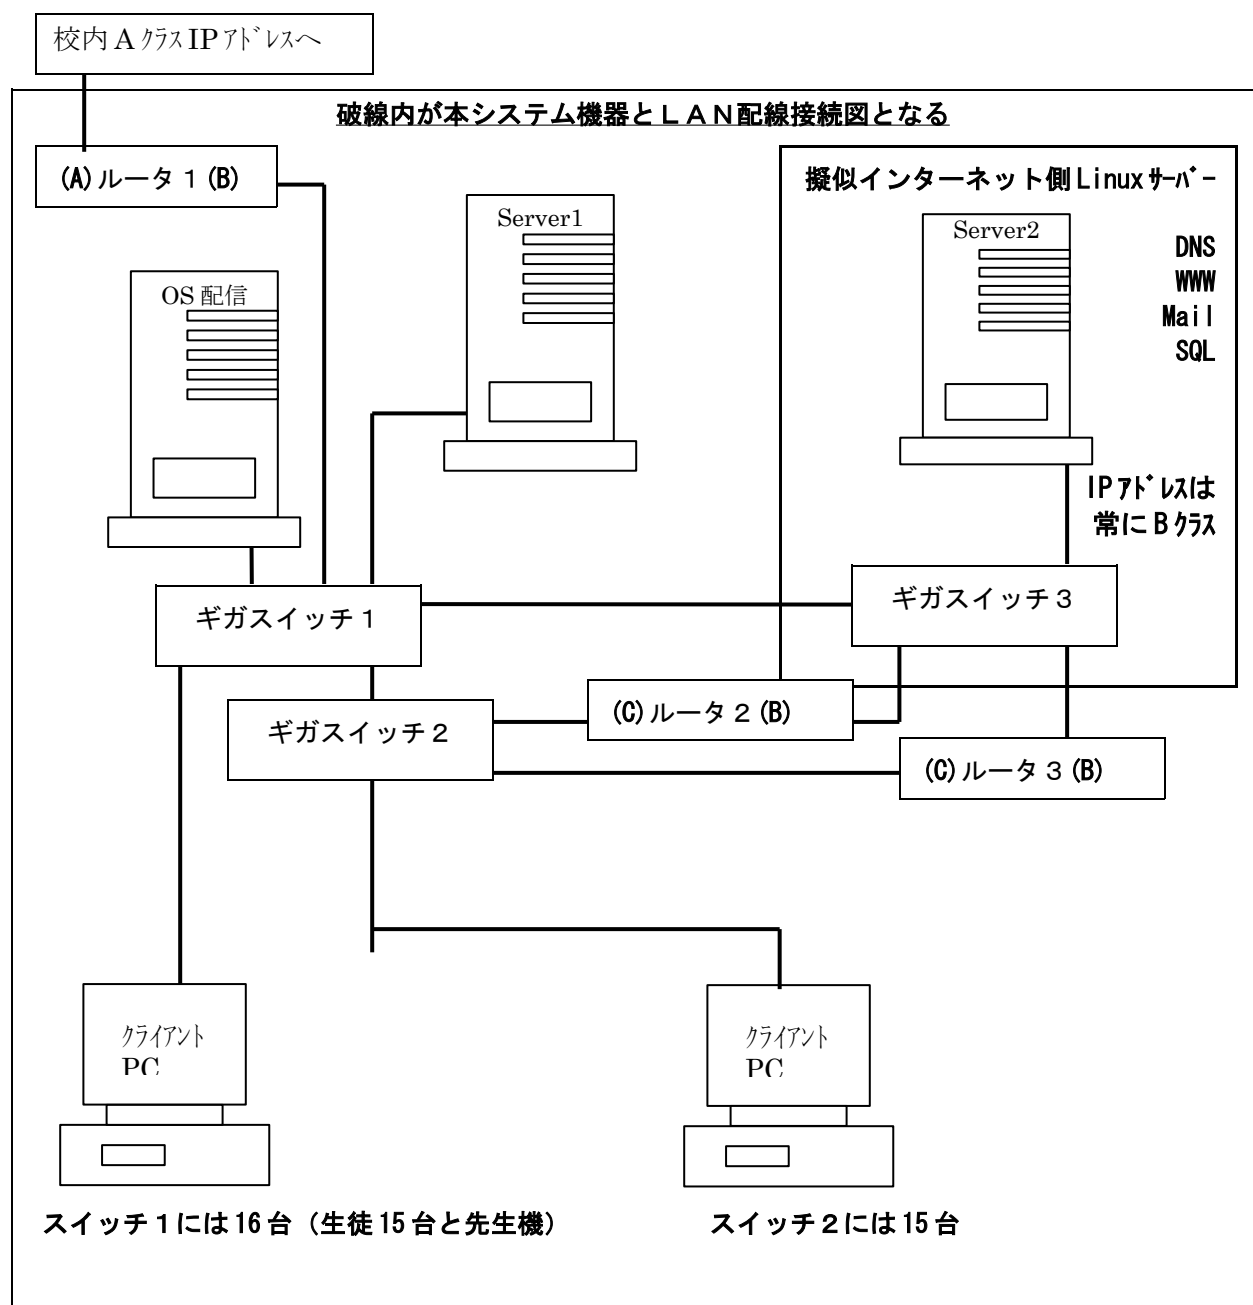 校内AクラスIPアドレスへ
破線内が本システム機器とLAN配線接続図となる
(A)ルータ1(B)
擬似インターネット側Linuxサーバー
Server1
Server2
DNS
WWW
Mail
SQL
OS配信
IPアドレスは
常にBクラス
ギガスイッチ1
ギガスイッチ3
(C)ルータ2(B)
ギガスイッチ2
(C)ルータ3(B)
クライアント
PC
クライアント
PC
スイッチ1には16台(生徒15台と先生機)
スイッチ2には15台